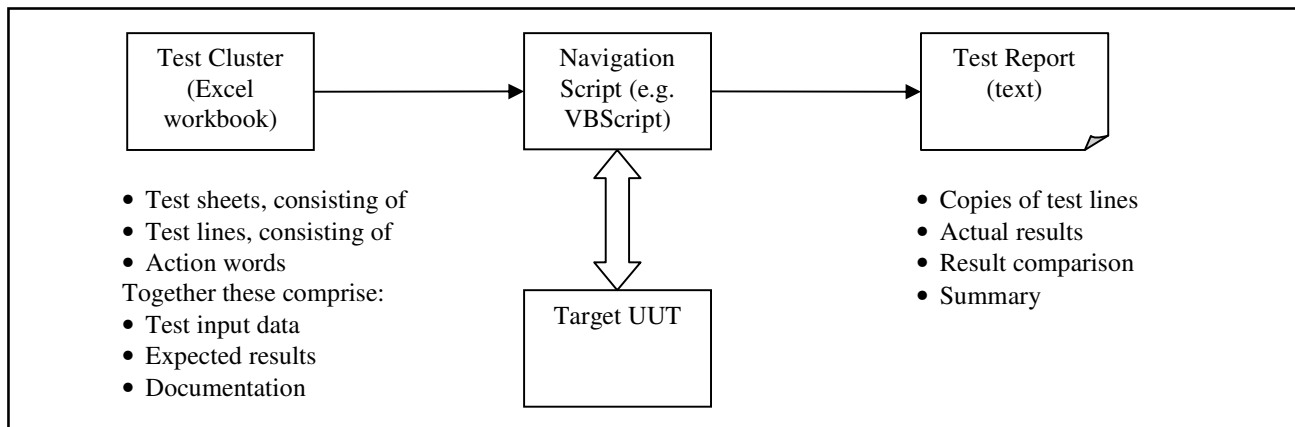 Test Cluster
(Excel
workbook)
Navigation
Script (e.g.
VBScript)
Test Report
(text)
• Test sheets, consisting of
• Test lines, consisting of
• Action words
Together these comprise:
• Test input data
• Expected results
• Documentation
Target UUT
• Copies of test lines
• Actual results
• Result comparison
• Summary